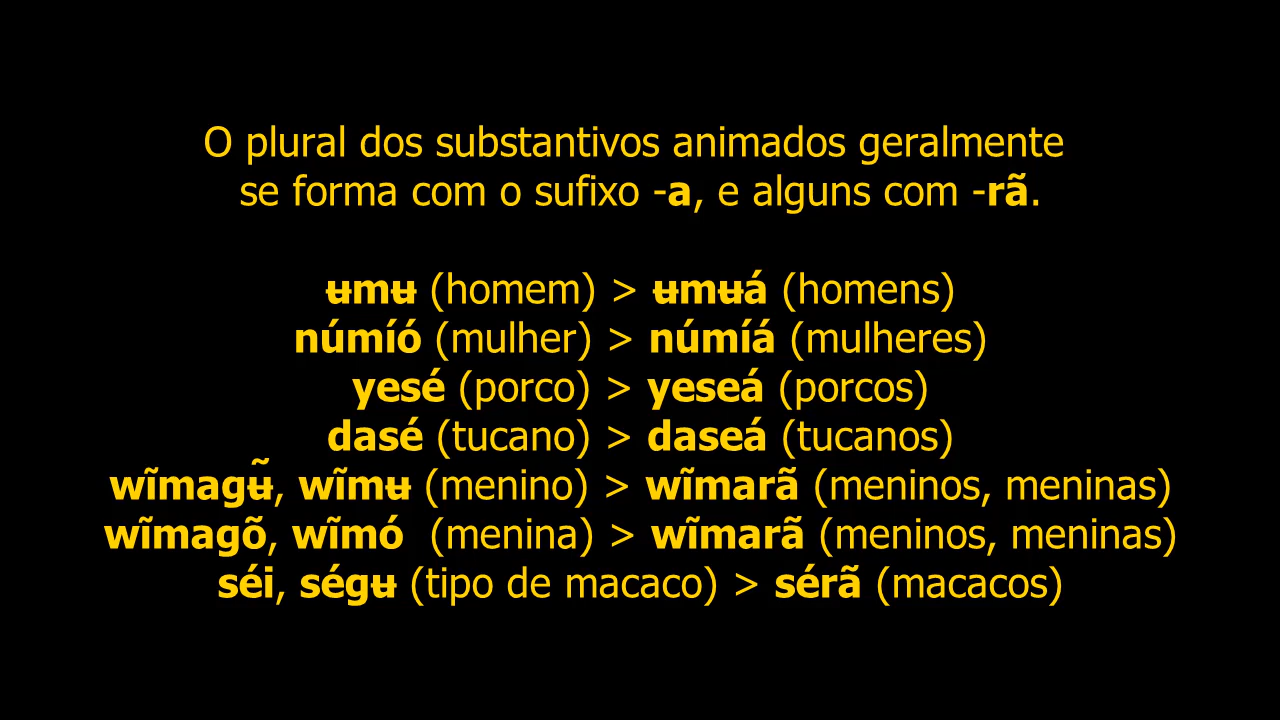 O plural dos substantivos animados geralmente
se forma com o sufixo -a, e alguns com -rã.
ʉmʉ (homem) > ʉmʉá (homens)
númíó (mulher) > númíá (mulheres)
yesé (porco) > yeseá (porcos)
dasé (tucano) > daseá (tucanos)
wĩmagʉ̃, wĩmʉ (menino) > wĩmarã (meninos, meninas)
wĩmagõ, wĩmó (menina) > wĩmarã (meninos, meninas)
séi, ségʉ (tipo de macaco) > sérã (macacos)